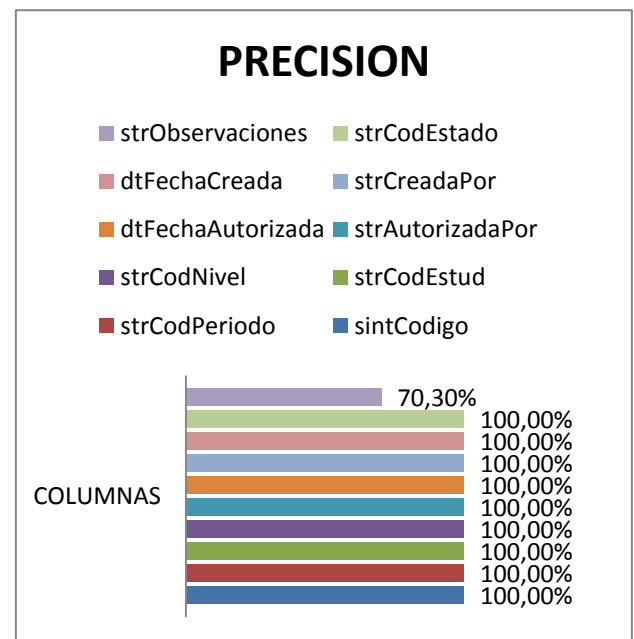 PRECISION
strObservaciones strCodEstado
dtFechaCreada strCreadaPor
dtFechaAutorizada strAutorizadaPor
strCodNivel strCodEstud
strCodPeriodo sintCodigo
70,30%
100,00%
100,00%
100,00%
100,00%
COLUMNAS
100,00%
100,00%
100,00%
100,00%
100,00%